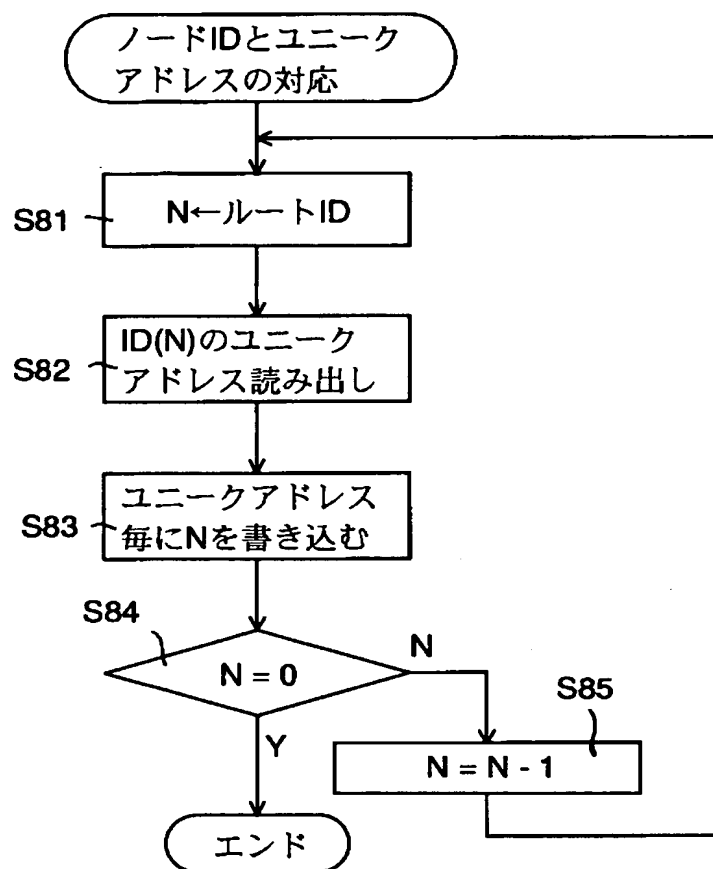 ノードIDとユニーク
アドレスの対応
S81
N←ルートID
S82
ID(N)のユニーク
アドレス読み出し
S83
ユニークアドレス
毎にNを書き込む
S84
N = 0
N
Y
S85
N = N - 1
エンド